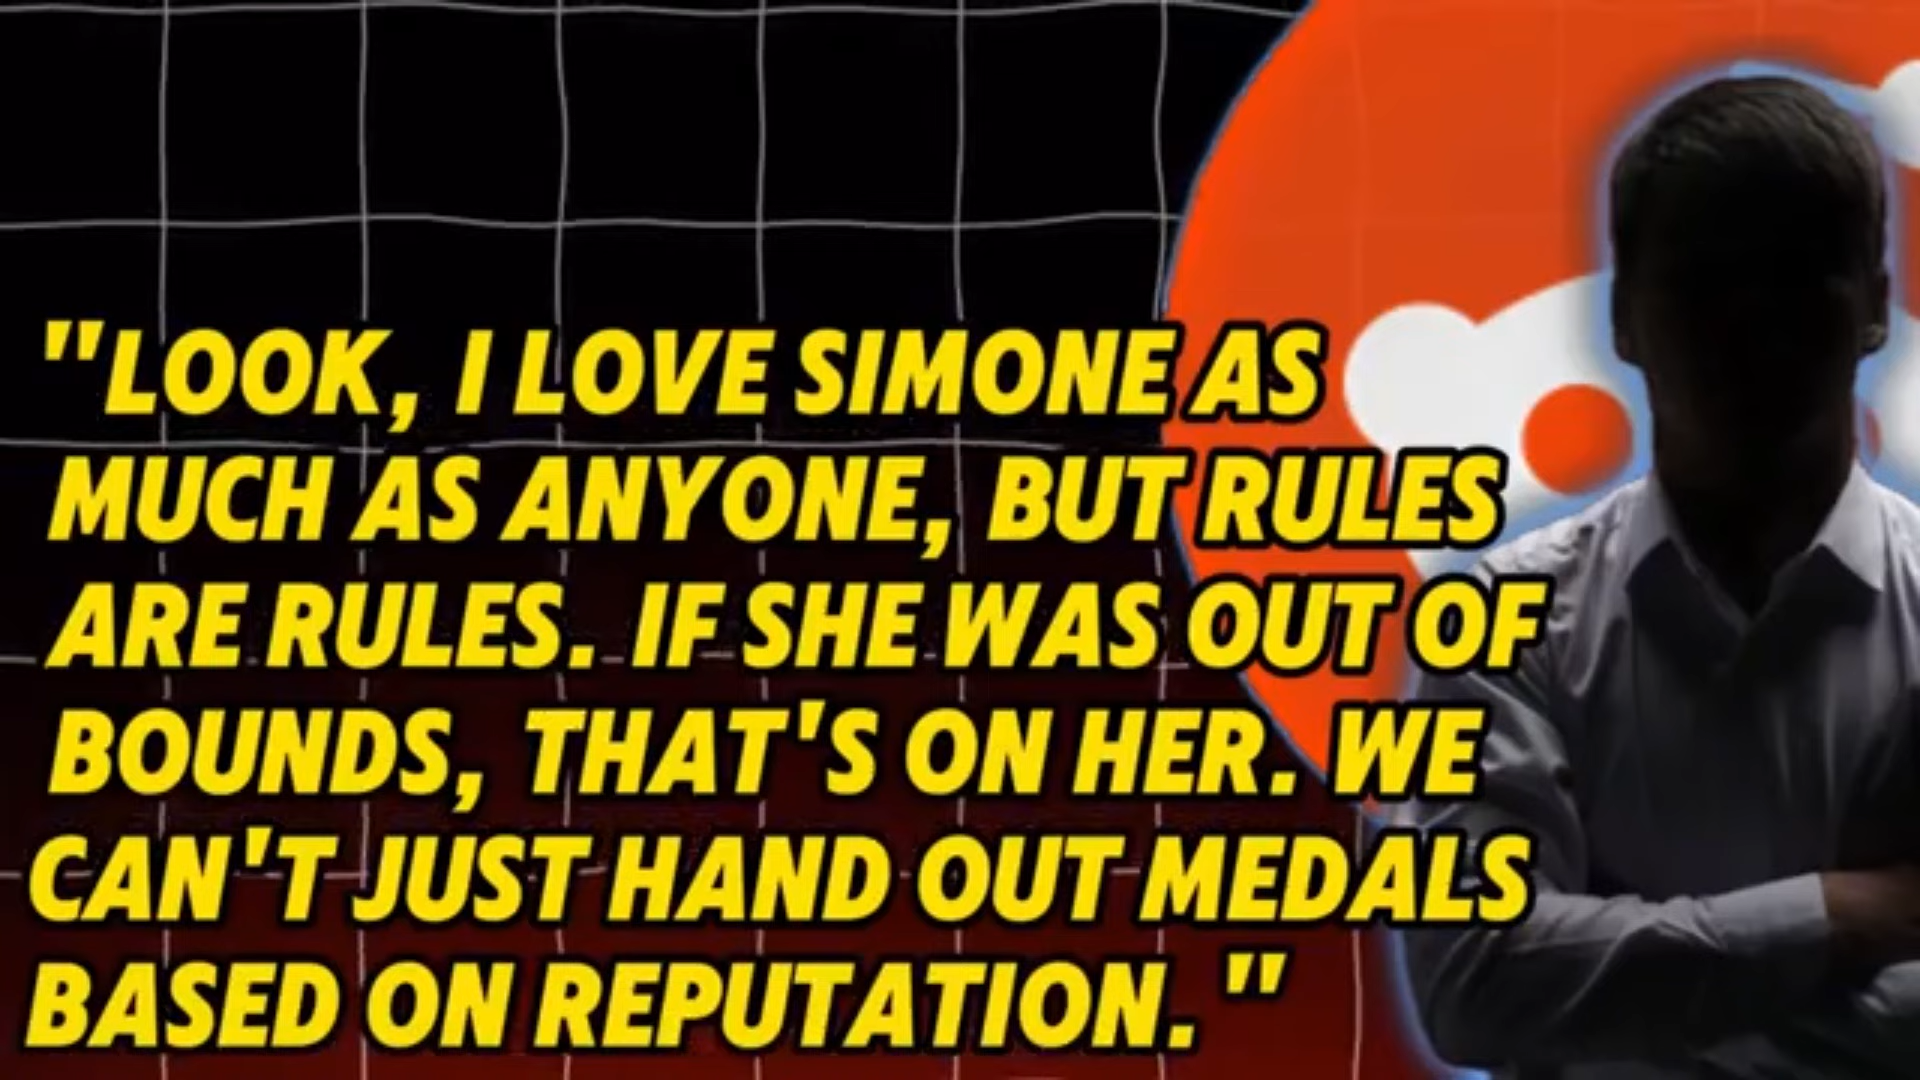 "LOOK, I LOVE SIMONE AS
MUCH AS ANYONE, BUT RULES
ARE RULES. IF SHE WAS OUT OF
BOUNDS, THAT'S ON HER. WE
CAN'T JUST HAND OUT MEDALS
BASED ON REPUTATION."